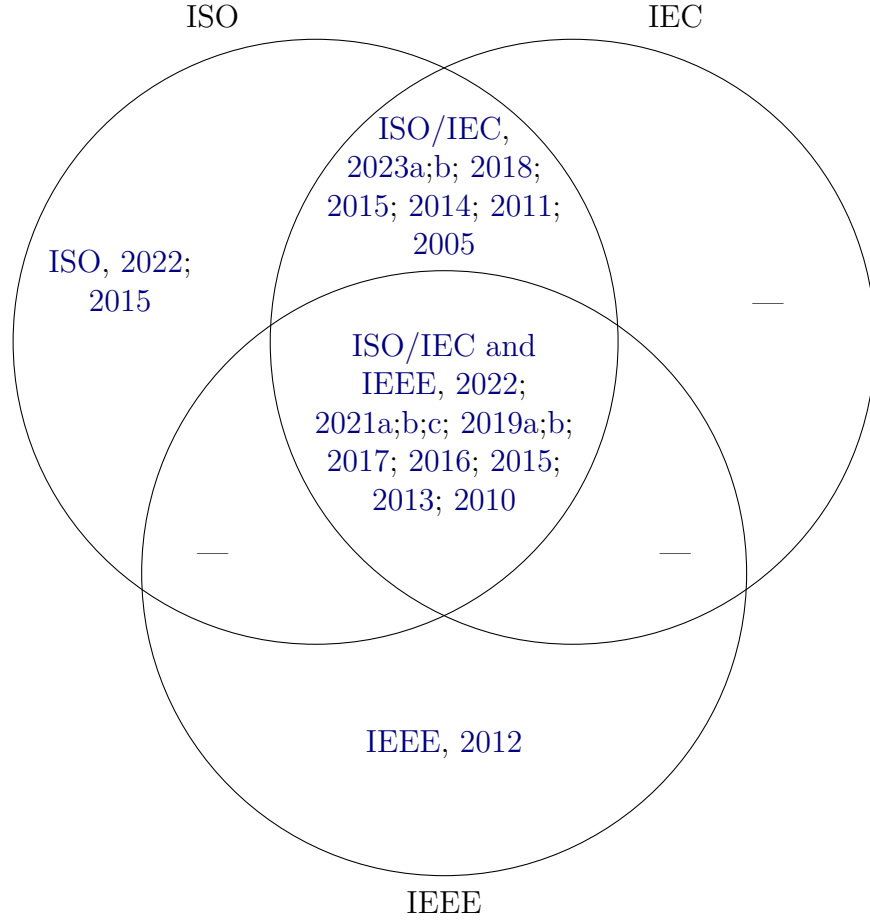 ISO
IEC
ISO/IEC,
2023a;b; 2018;
2015; 2014; 2011;
2005
ISO, 2022;
2015
—
ISO/IEC and
IEEE, 2022;
2021a;b;c; 2019a;b;
2017; 2016; 2015;
2013; 2010
—
—
IEEE, 2012
IEEE